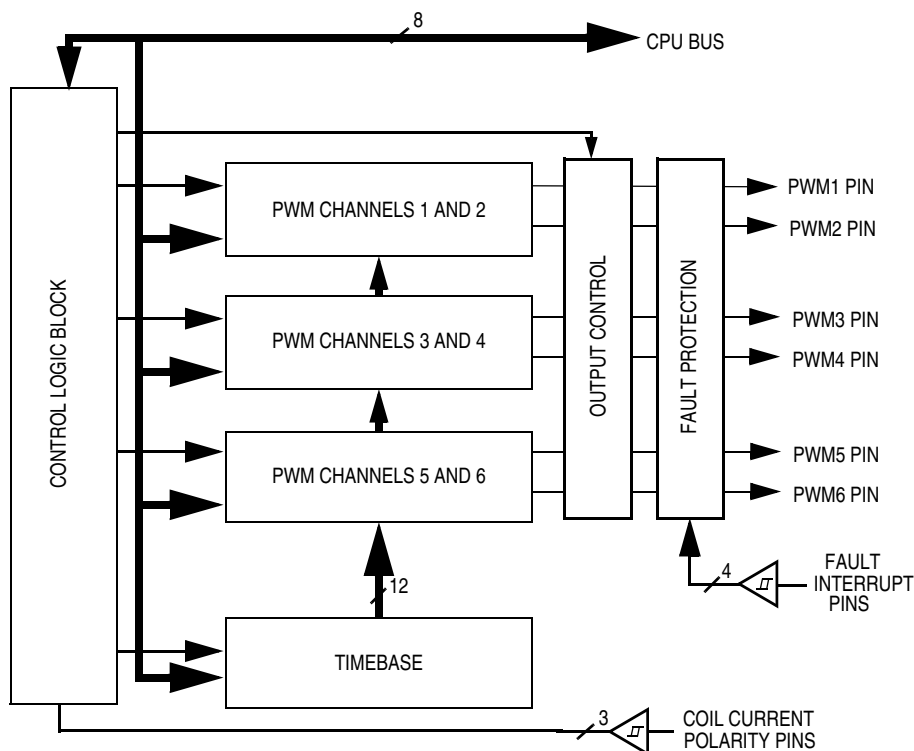 8
CPU BUS
CONTROL LOGIC BLOCK
PWM CHANNELS 1 AND 2
PWM CHANNELS 3 AND 4
PWM CHANNELS 5 AND 6
12
TIMEBASE
OUTPUT CONTROL
FAULT PROTECTION
PWM1 PIN
PWM2 PIN
PWM3 PIN
PWM4 PIN
PWM5 PIN
PWM6 PIN
4
FAULT
INTERRUPT
PINS
3
COIL CURRENT
POLARITY PINS